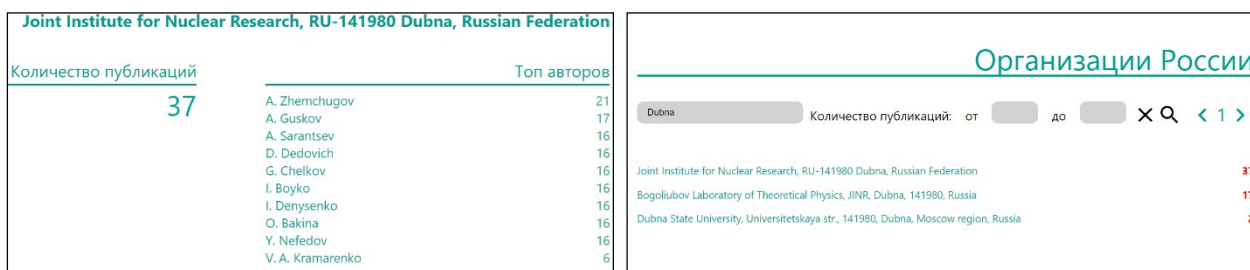 Joint Institute for Nuclear Research, RU-141980 Dubna, Russian Federation
Количество публикаций
37
Топ авторов
A. Zhemchugov 21
A. Guskov 17
A. Sarantsev 16
D. Dedovich 16
G. Chelkov 16
I. Boyko 16
I. Denysenko 16
O. Bakina 16
Y. Nefedov 16
V. A. Kramarenko 6
Организации России
Dubna Количество публикаций: от до 1
Joint Institute for Nuclear Research, RU-141980 Dubna, Russian Federation 37
Bogoliubov Laboratory of Theoretical Physics, JINR, Dubna, 141980, Russia 17
Dubna State University, Universitetskaya str., 141980, Dubna, Moscow region, Russia